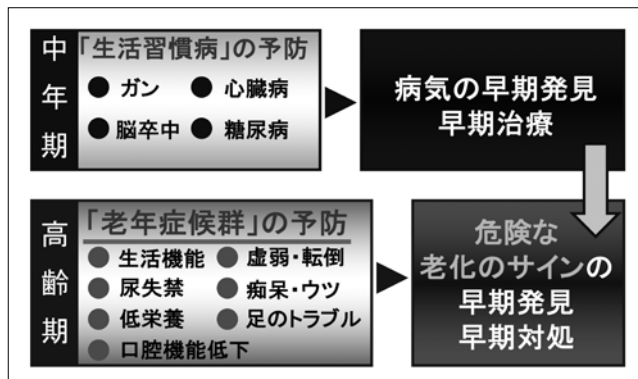 中年期
「生活習慣病」の予防
● ガン ● 心臓病
● 脳卒中 ● 糖尿病
病気の早期発見
早期治療
高齢期
「老年症候群」の予防
● 生活機能 ● 虚弱・転倒
● 尿失禁 ● 痴呆・ウツ
● 低栄養 ● 足のトラブル
● 口腔機能低下
危険な
老化のサインの
早期発見
早期対処